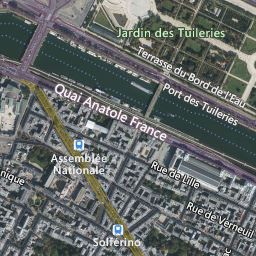 Jardin des Tuileries
Terrasse du Bord de l'Eau
Port des Tuileries
Quai Anatole France
Assemblée
Nationale
Rue de Lille
nique
Rue de Verneuil
Solférino